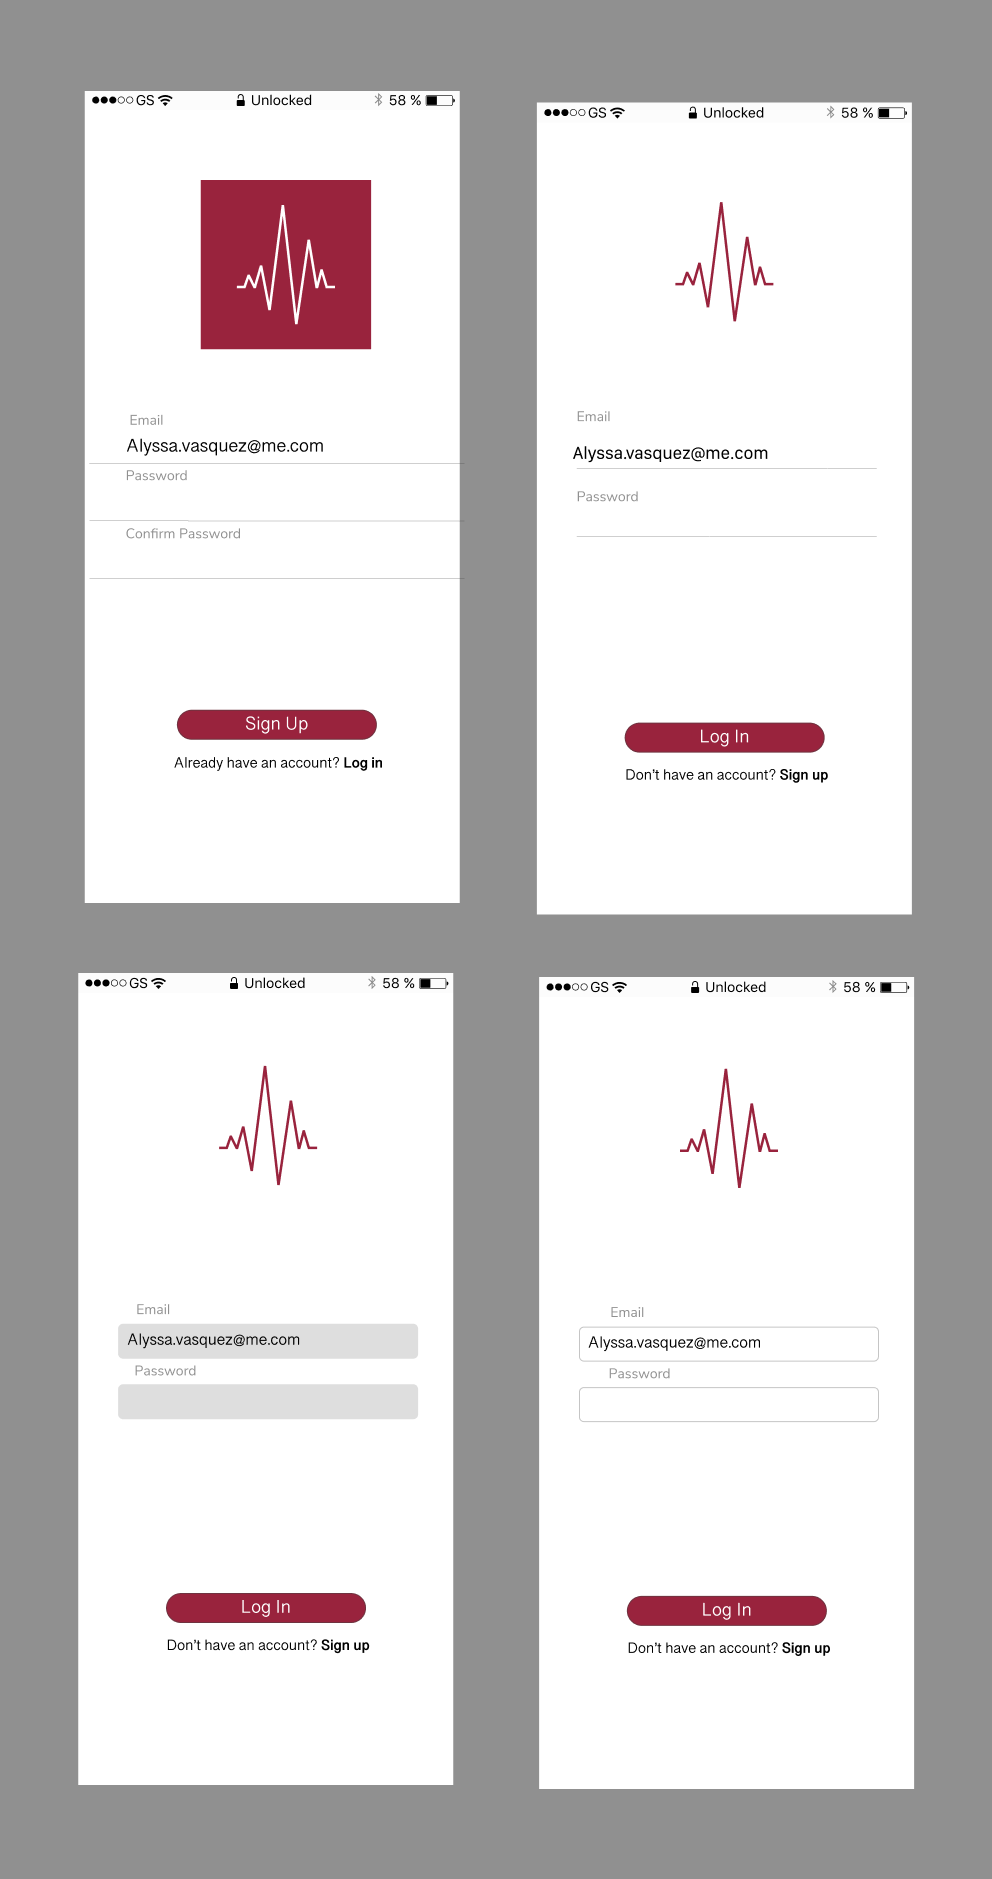 GS Unlocked 58 %
Email
Alyssa.vasquez@me.com
Password
Confirm Password
Sign Up
Already have an account? Log in
GS Unlocked 58 %
Email
Alyssa.vasquez@me.com
Password
Log In
Don't have an account? Sign up
GS Unlocked 58 %
Email
Alyssa.vasquez@me.com
Password
Log In
Don't have an account? Sign up
GS Unlocked 58 %
Email
Alyssa.vasquez@me.com
Password
Log In
Don't have an account? Sign up